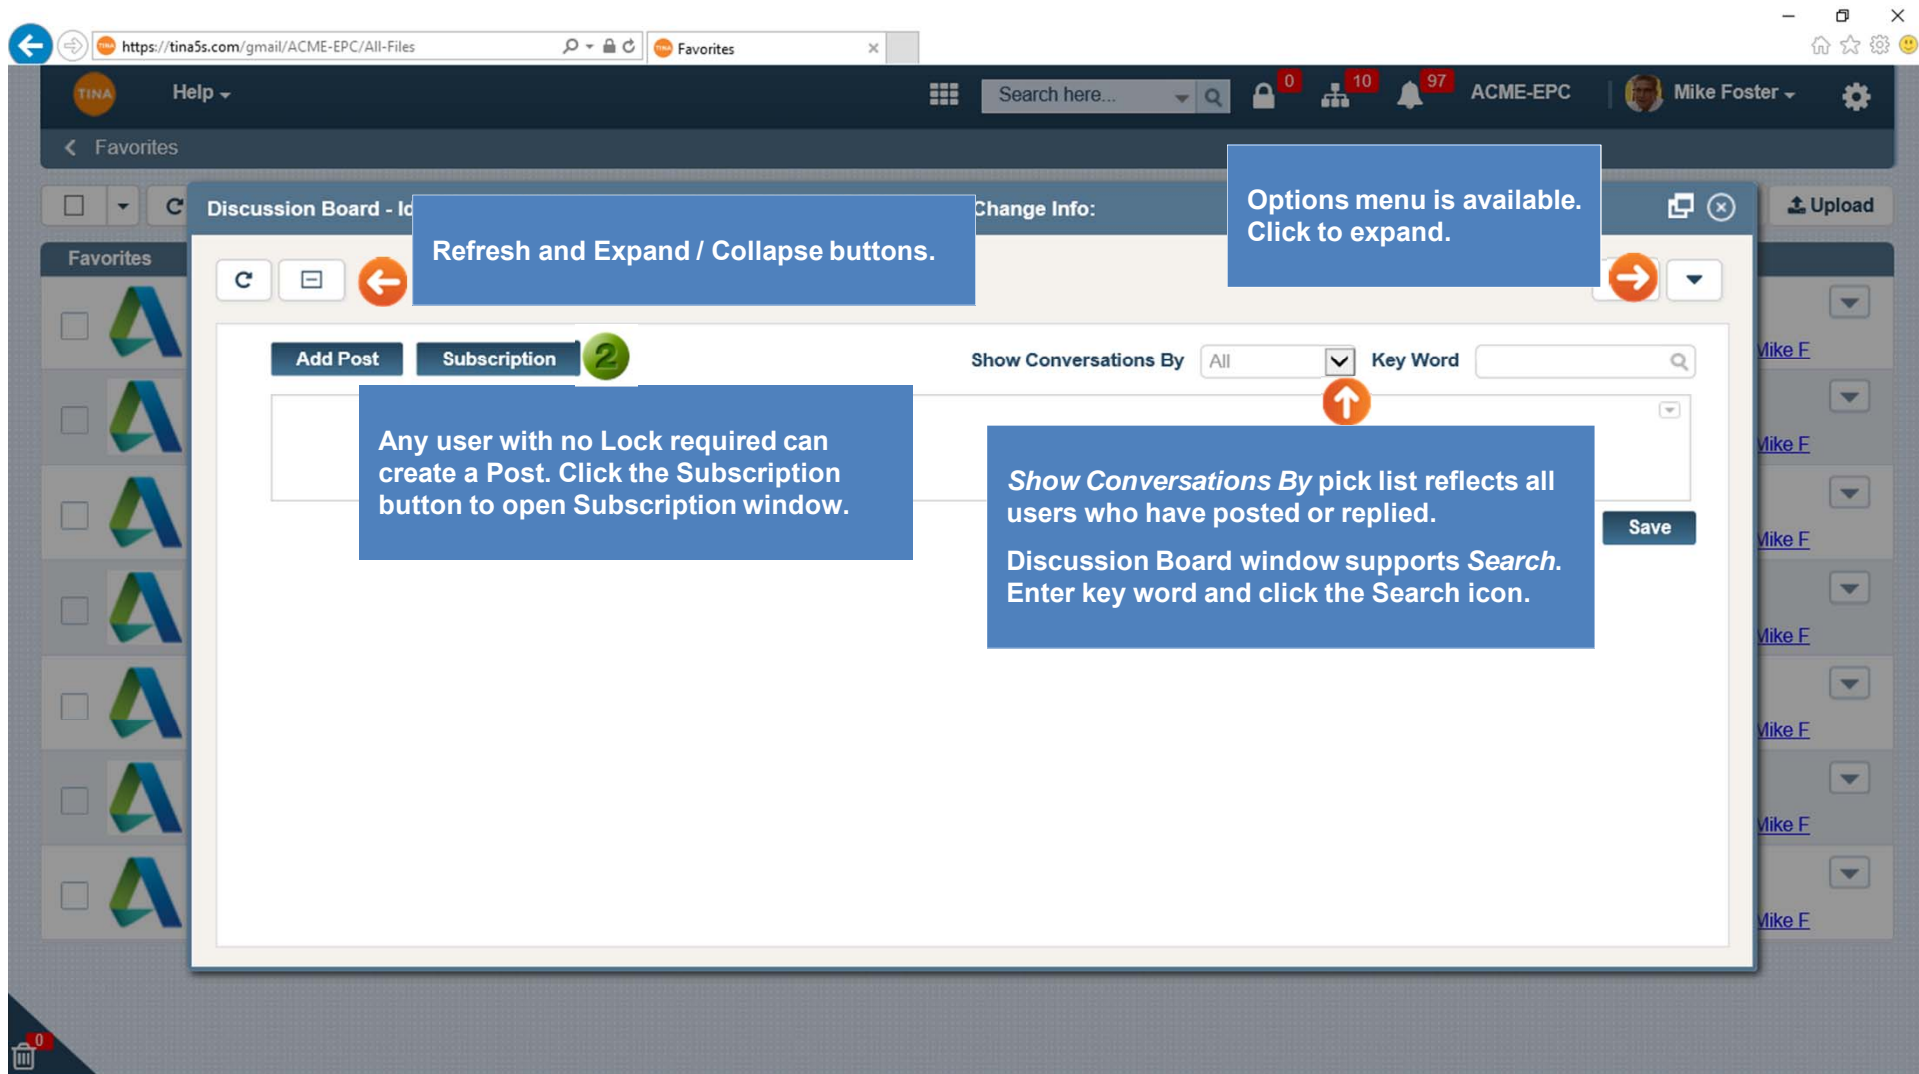 https://tina5s.com/gmail/ACME-EPC/All-Files
Favorites
TINA
Help
Search here...
0
10
97
ACME-EPC
Mike Foster
Favorites
Upload
Discussion Board -
Change Info:
Options menu is available.
Click to expand.
Refresh and Expand / Collapse buttons.
Favorites
Add Post
Subscription
2
Show Conversations By
All
Key Word
Any user with no Lock required can
create a Post. Click the Subscription
button to open Subscription window.
Show Conversations By pick list reflects all
users who have posted or replied.
Discussion Board window supports Search.
Enter key word and click the Search icon.
Save
Mike F
Mike F
Mike F
Mike F
Mike F
Mike F
Mike F
0